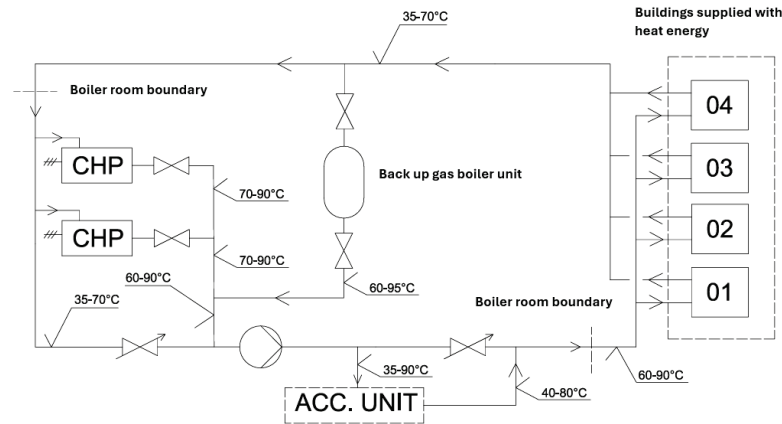 35-70°C
Buildings supplied with
heat energy
Boiler room boundary
04
CHP
Back up gas boiler unit
03
70-90°C
02
CHP
70-90°C
60-90°C
60-95°C
01
35-70°C
Boiler room boundary
35-90°C
60-90°C
40-80°C
ACC. UNIT